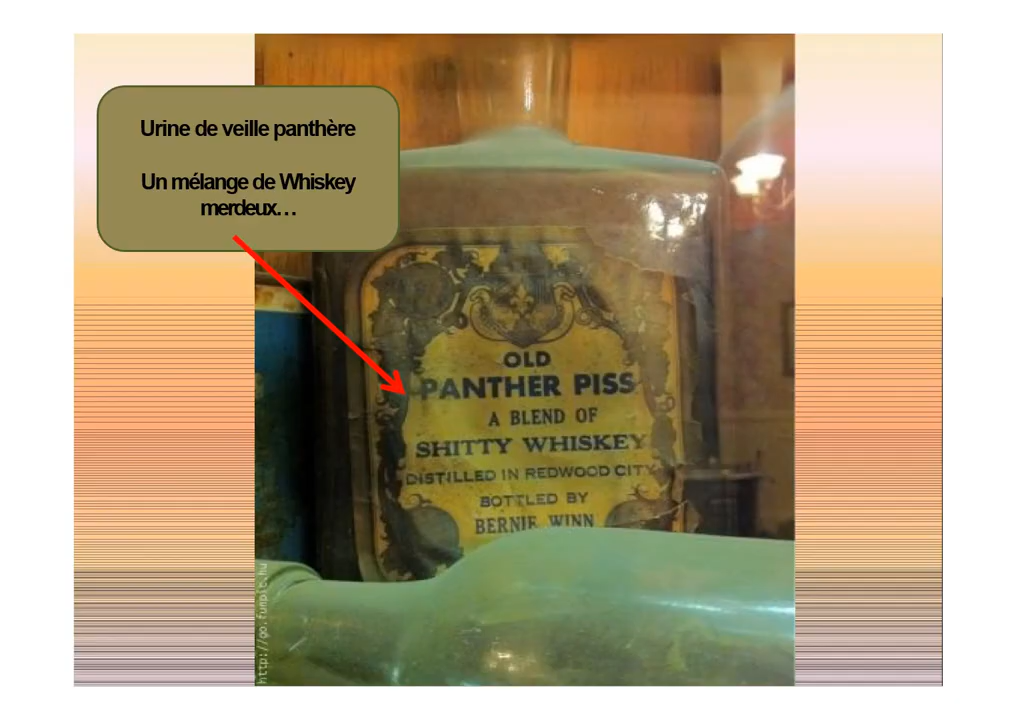 Urine de veille panthère
Un mélange de Whiskey
merdeux…
OLD
PANTHER PISS
A BLEND OF
SHITTY WHISKEY
DISTILLED IN REDWOOD CITY
BOTTLED BY
BERNIE WINN
http://go.funpic.hu